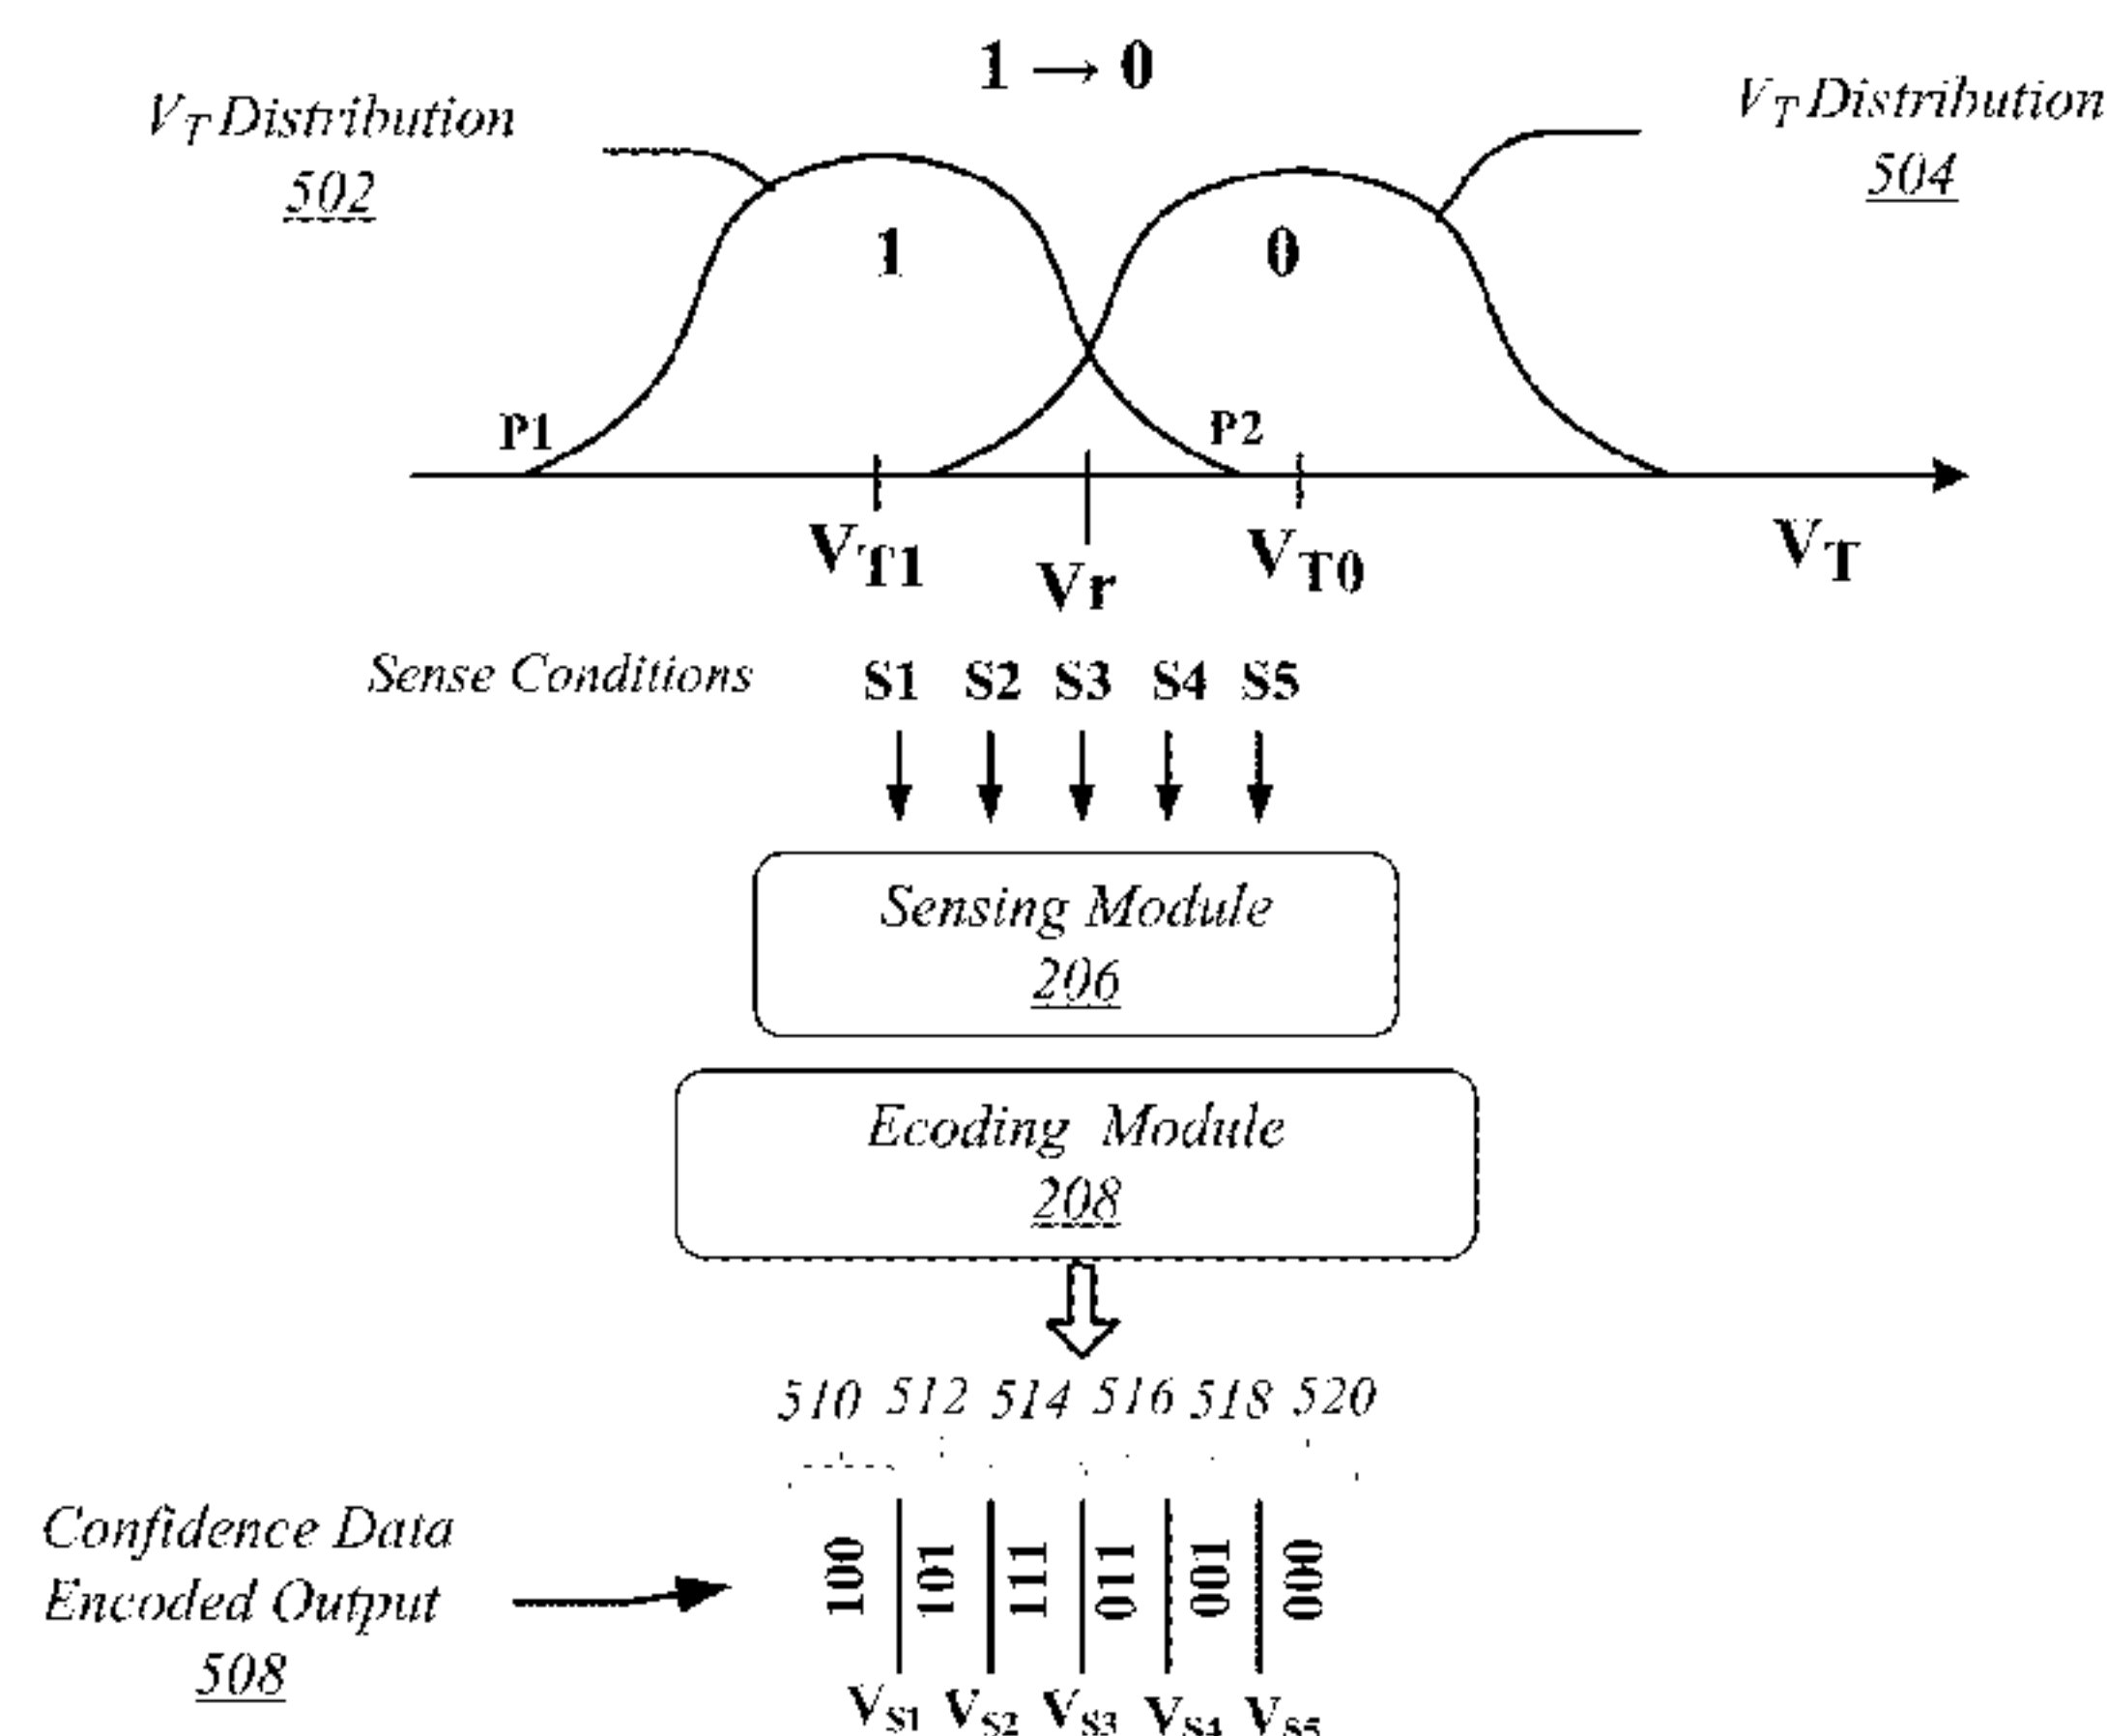 1 → 0
V_T Distribution
502
V_T Distribution
504
1
0
P1
P2
V_T1
Vr
V_T0
V_T
Sense Conditions
S1 S2 S3 S4 S5
Sensing Module
206
Ecoding Module
208
510 512 514 516 518 520
Confidence Data
Encoded Output
508
100 101 111 011 001 000
V_S1 V_S2 V_S3 V_S4 V_S5